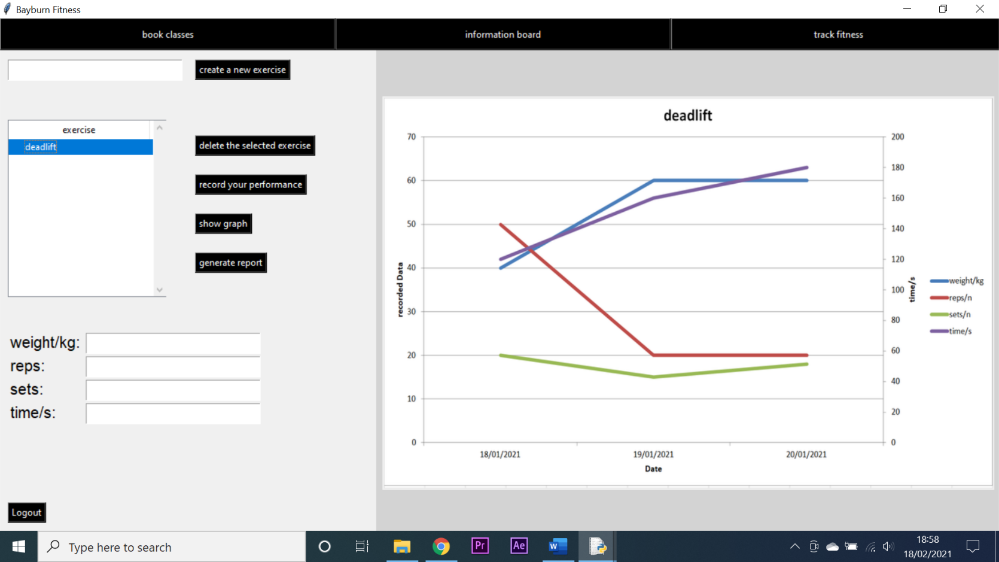 Bayburn Fitness
book classes
information board
track fitness
create a new exercise
exercise
deadlift
delete the selected exercise
record your performance
show graph
generate report
weight/kg:
reps:
sets:
time/s:
Logout
deadlift
70
60
50
40
30
20
10
0
recorded Data
200
180
160
140
120
100
80
60
40
20
0
time/s
weight/kg
reps/n
sets/n
time/s
18/01/2021
19/01/2021
20/01/2021
Date
Type here to search
Pr
Ae
W
18:58
18/02/2021